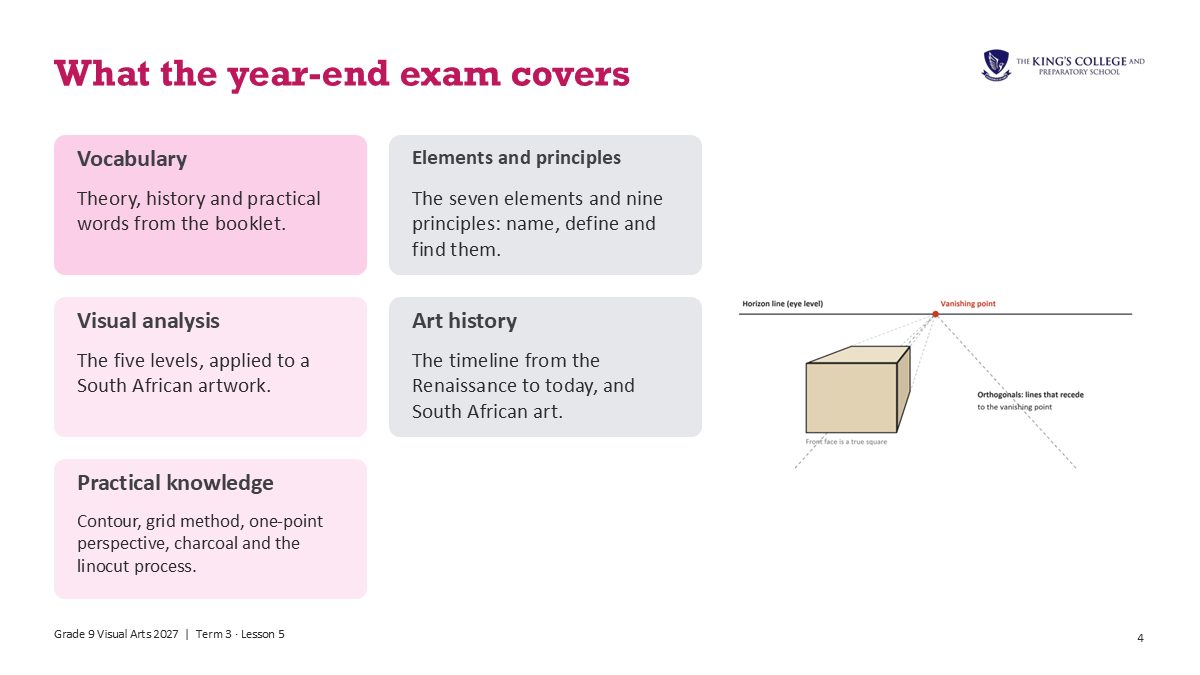 What the year-end exam covers
THE KING'S COLLEGE AND
PREPARATORY SCHOOL
Vocabulary
Theory, history and practical
words from the booklet.
Elements and principles
The seven elements and nine
principles: name, define and
find them.
Visual analysis
The five levels, applied to a
South African artwork.
Art history
The timeline from the
Renaissance to today, and
South African art.
Practical knowledge
Contour, grid method, one-point
perspective, charcoal and the
linocut process.
Horizon line (eye level)
Vanishing point
Orthogonals: lines that recede
to the vanishing point
Front face is a true square
Grade 9 Visual Arts 2027 | Term 3 · Lesson 5
4